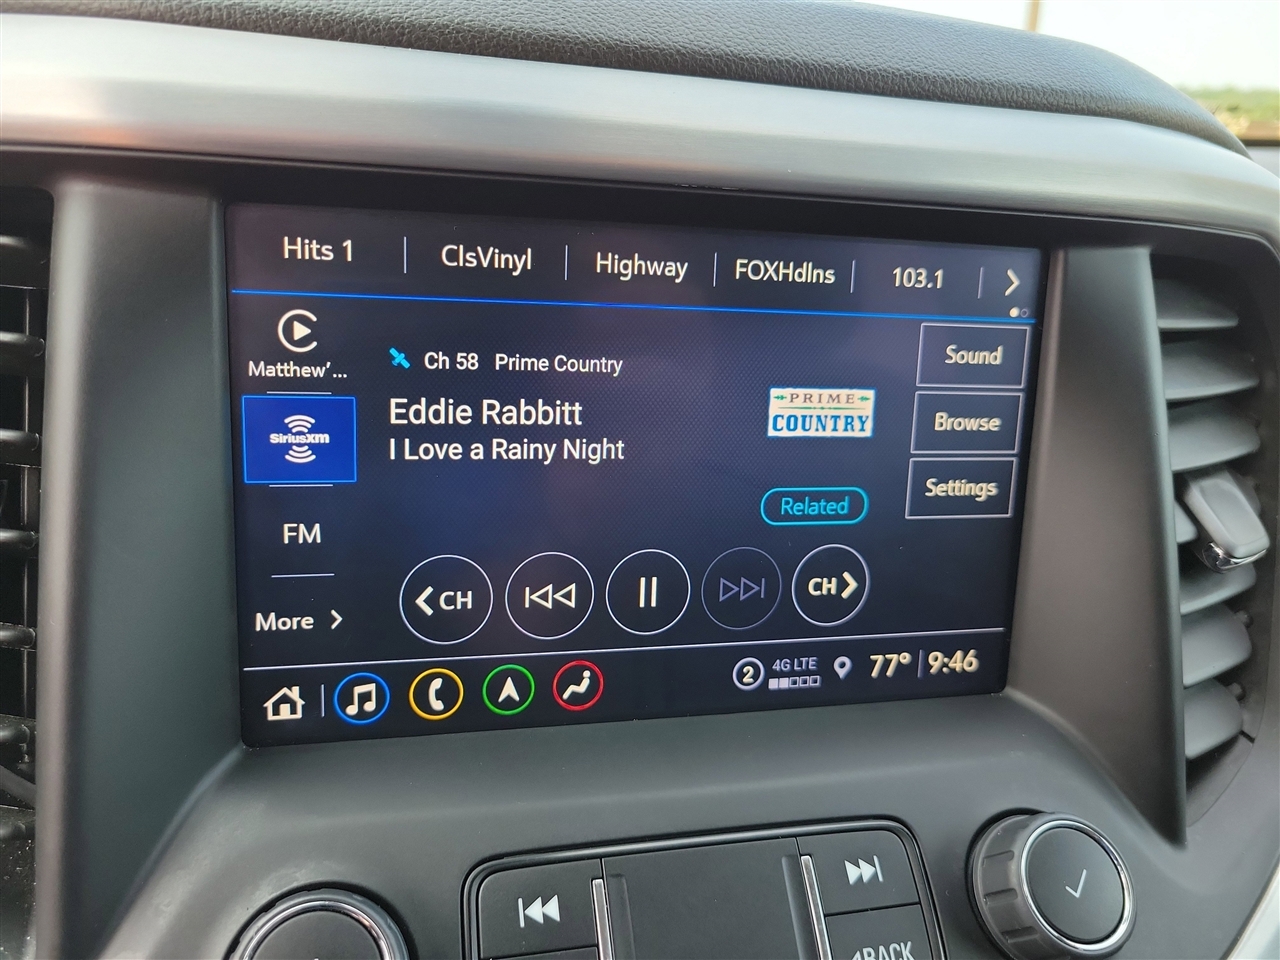 Hits 1
ClsVinyl
Highway
FOXHdlns
103.1
Matthew'...
Ch 58 Prime Country
Eddie Rabbitt
I Love a Rainy Night
PRIME
COUNTRY
Sound
Browse
Settings
SiriusXM
Related
FM
More
CH
CH
2
4G LTE
77°
9:46
BACK